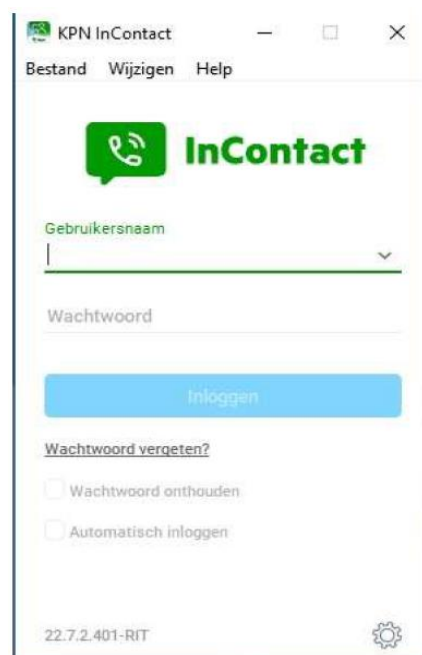 KPN InContact
Bestand Wijzigen Help
InContact
Gebruikersnaam
Wachtwoord
Inloggen
Wachtwoord vergeten?
Wachtwoord onthouden
Automatisch inloggen
22.7.2.401-RIT